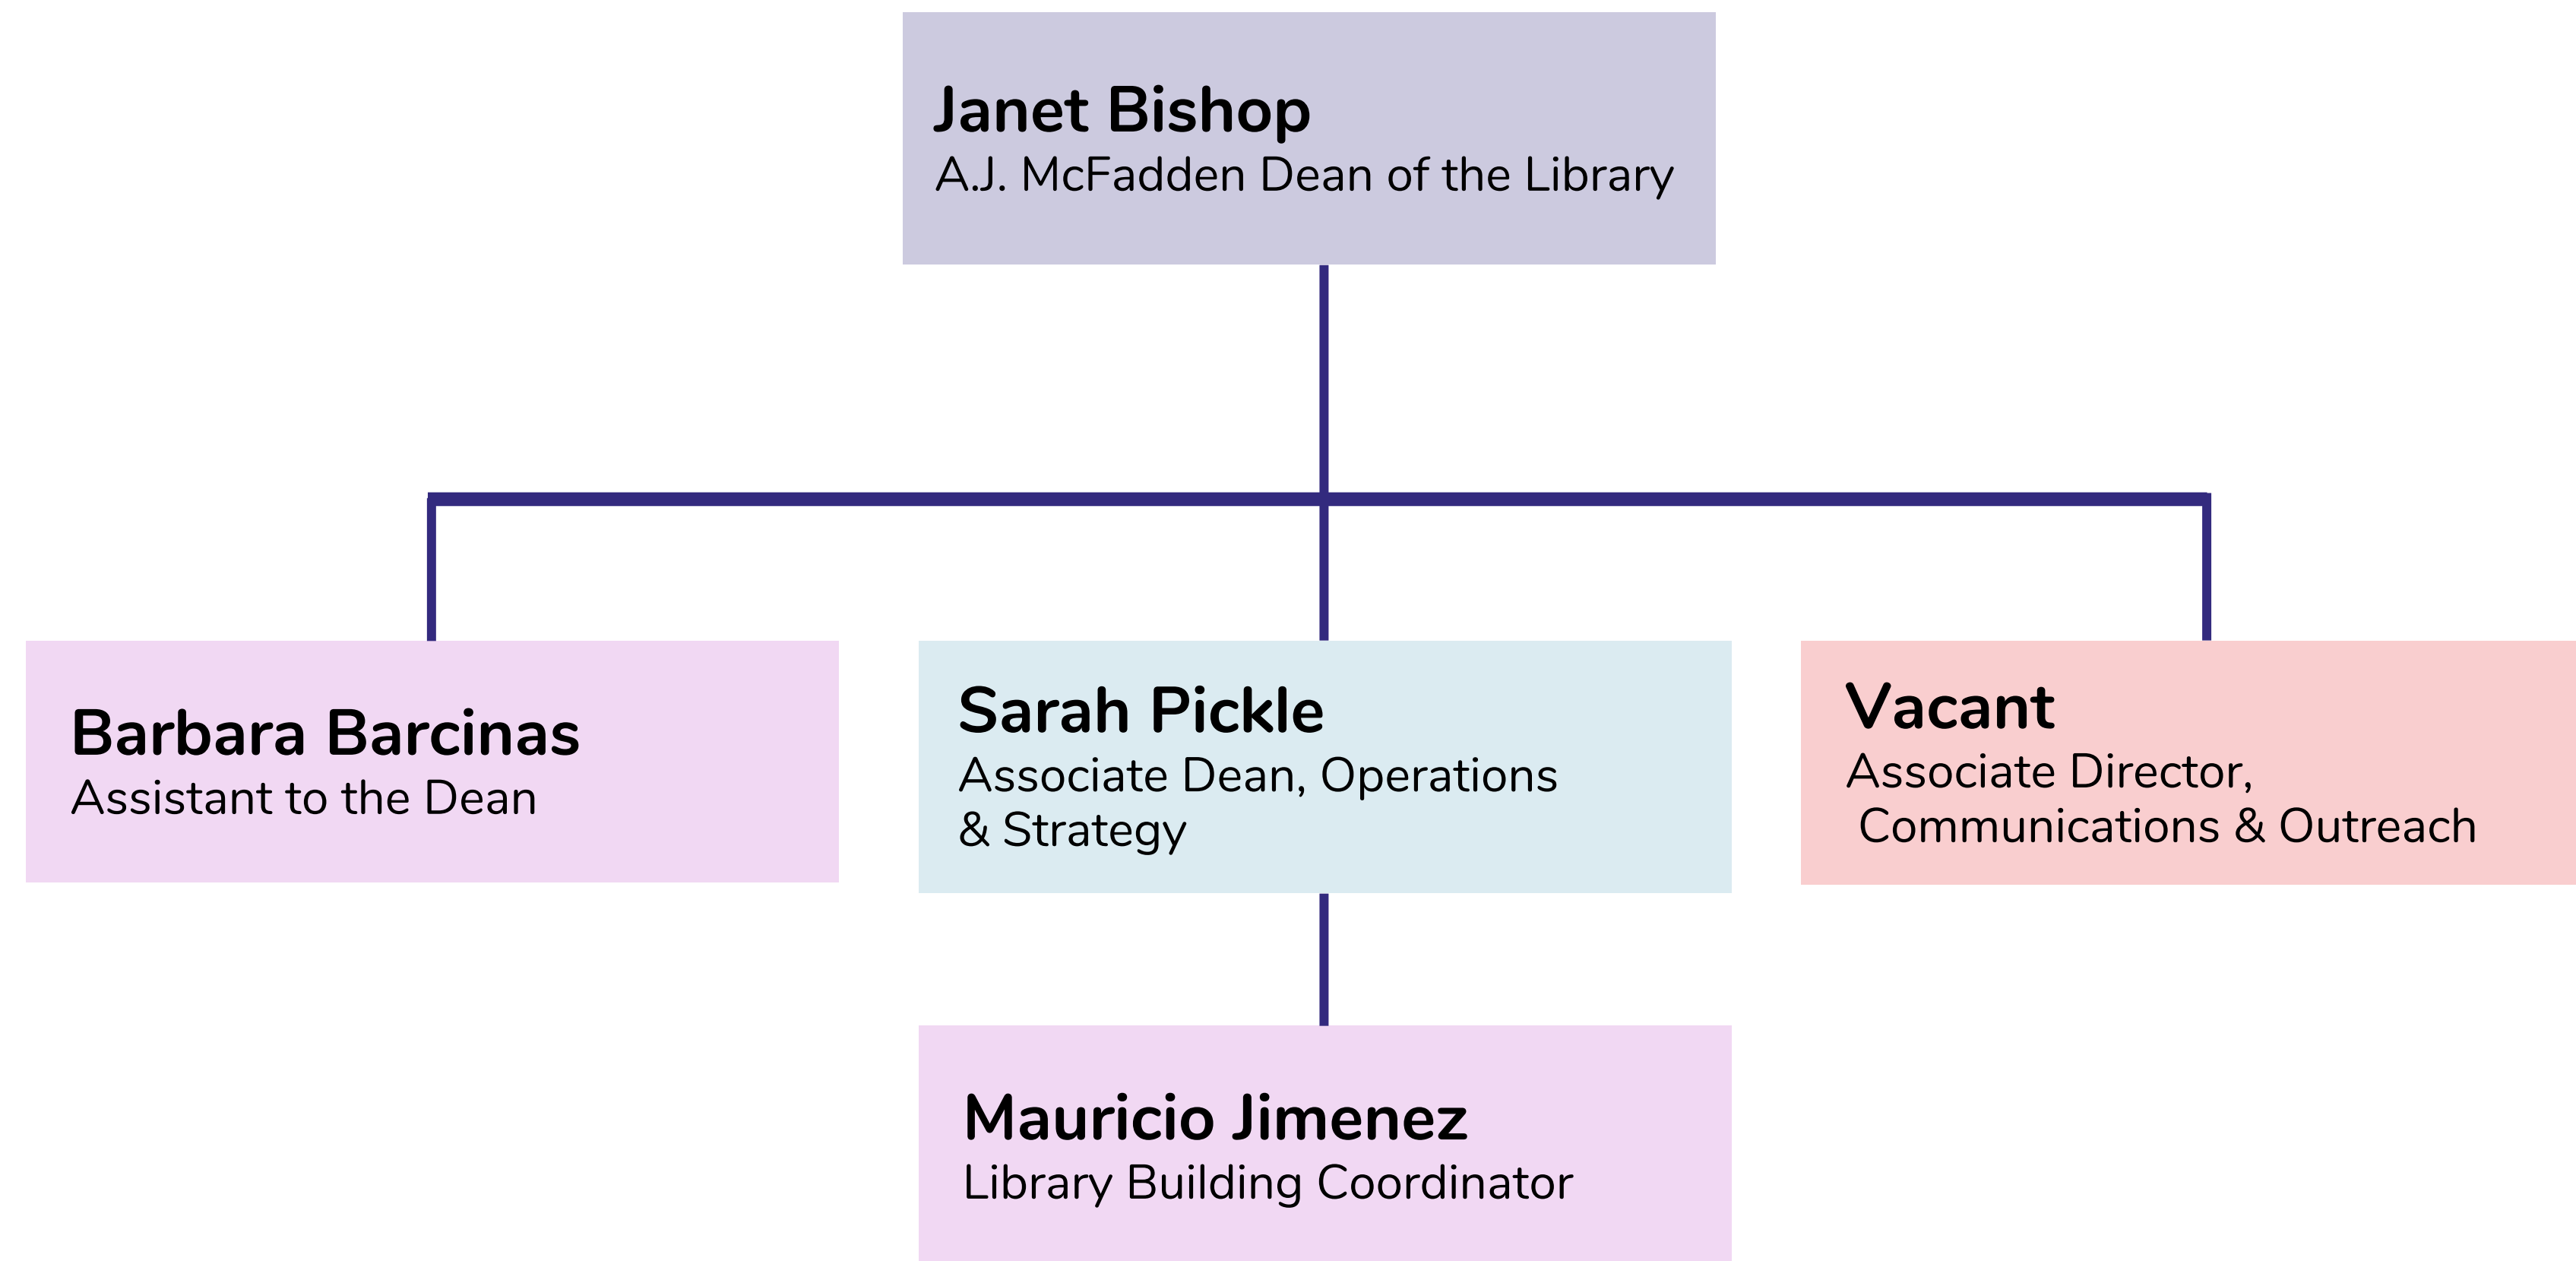 Janet Bishop
A.J. McFadden Dean of the Library
Barbara Barcinas
Assistant to the Dean
Sarah Pickle
Associate Dean, Operations
& Strategy
Vacant
Associate Director,
Communications & Outreach
Mauricio Jimenez
Library Building Coordinator